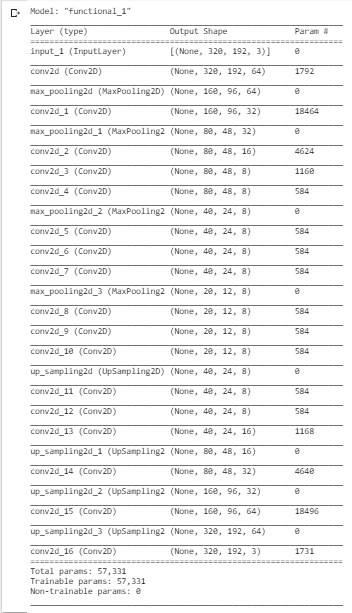 Model: "functional_1"
Layer (type) Output Shape Param #
input_1 (InputLayer) [(None, 320, 192, 3)] 0
conv2d (Conv2D) (None, 320, 192, 64) 1792
max_pooling2d (MaxPooling2D) (None, 160, 96, 64) 0
conv2d_1 (Conv2D) (None, 160, 96, 32) 18464
max_pooling2d_1 (MaxPooling2 (None, 80, 48, 32) 0
conv2d_2 (Conv2D) (None, 80, 48, 16) 4624
conv2d_3 (Conv2D) (None, 80, 48, 8) 1160
conv2d_4 (Conv2D) (None, 80, 48, 8) 584
max_pooling2d_2 (MaxPooling2 (None, 40, 24, 8) 0
conv2d_5 (Conv2D) (None, 40, 24, 8) 584
conv2d_6 (Conv2D) (None, 40, 24, 8) 584
conv2d_7 (Conv2D) (None, 40, 24, 8) 584
max_pooling2d_3 (MaxPooling2 (None, 20, 12, 8) 0
conv2d_8 (Conv2D) (None, 20, 12, 8) 584
conv2d_9 (Conv2D) (None, 20, 12, 8) 584
conv2d_10 (Conv2D) (None, 20, 12, 8) 584
up_sampling2d (UpSampling2D) (None, 40, 24, 8) 0
conv2d_11 (Conv2D) (None, 40, 24, 8) 584
conv2d_12 (Conv2D) (None, 40, 24, 8) 584
conv2d_13 (Conv2D) (None, 40, 24, 16) 1168
up_sampling2d_1 (UpSampling2 (None, 80, 48, 16) 0
conv2d_14 (Conv2D) (None, 80, 48, 32) 4640
up_sampling2d_2 (UpSampling2 (None, 160, 96, 32) 0
conv2d_15 (Conv2D) (None, 160, 96, 64) 18496
up_sampling2d_3 (UpSampling2 (None, 320, 192, 64) 0
conv2d_16 (Conv2D) (None, 320, 192, 3) 1731
Total params: 57,331
Trainable params: 57,331
Non-trainable params: 0